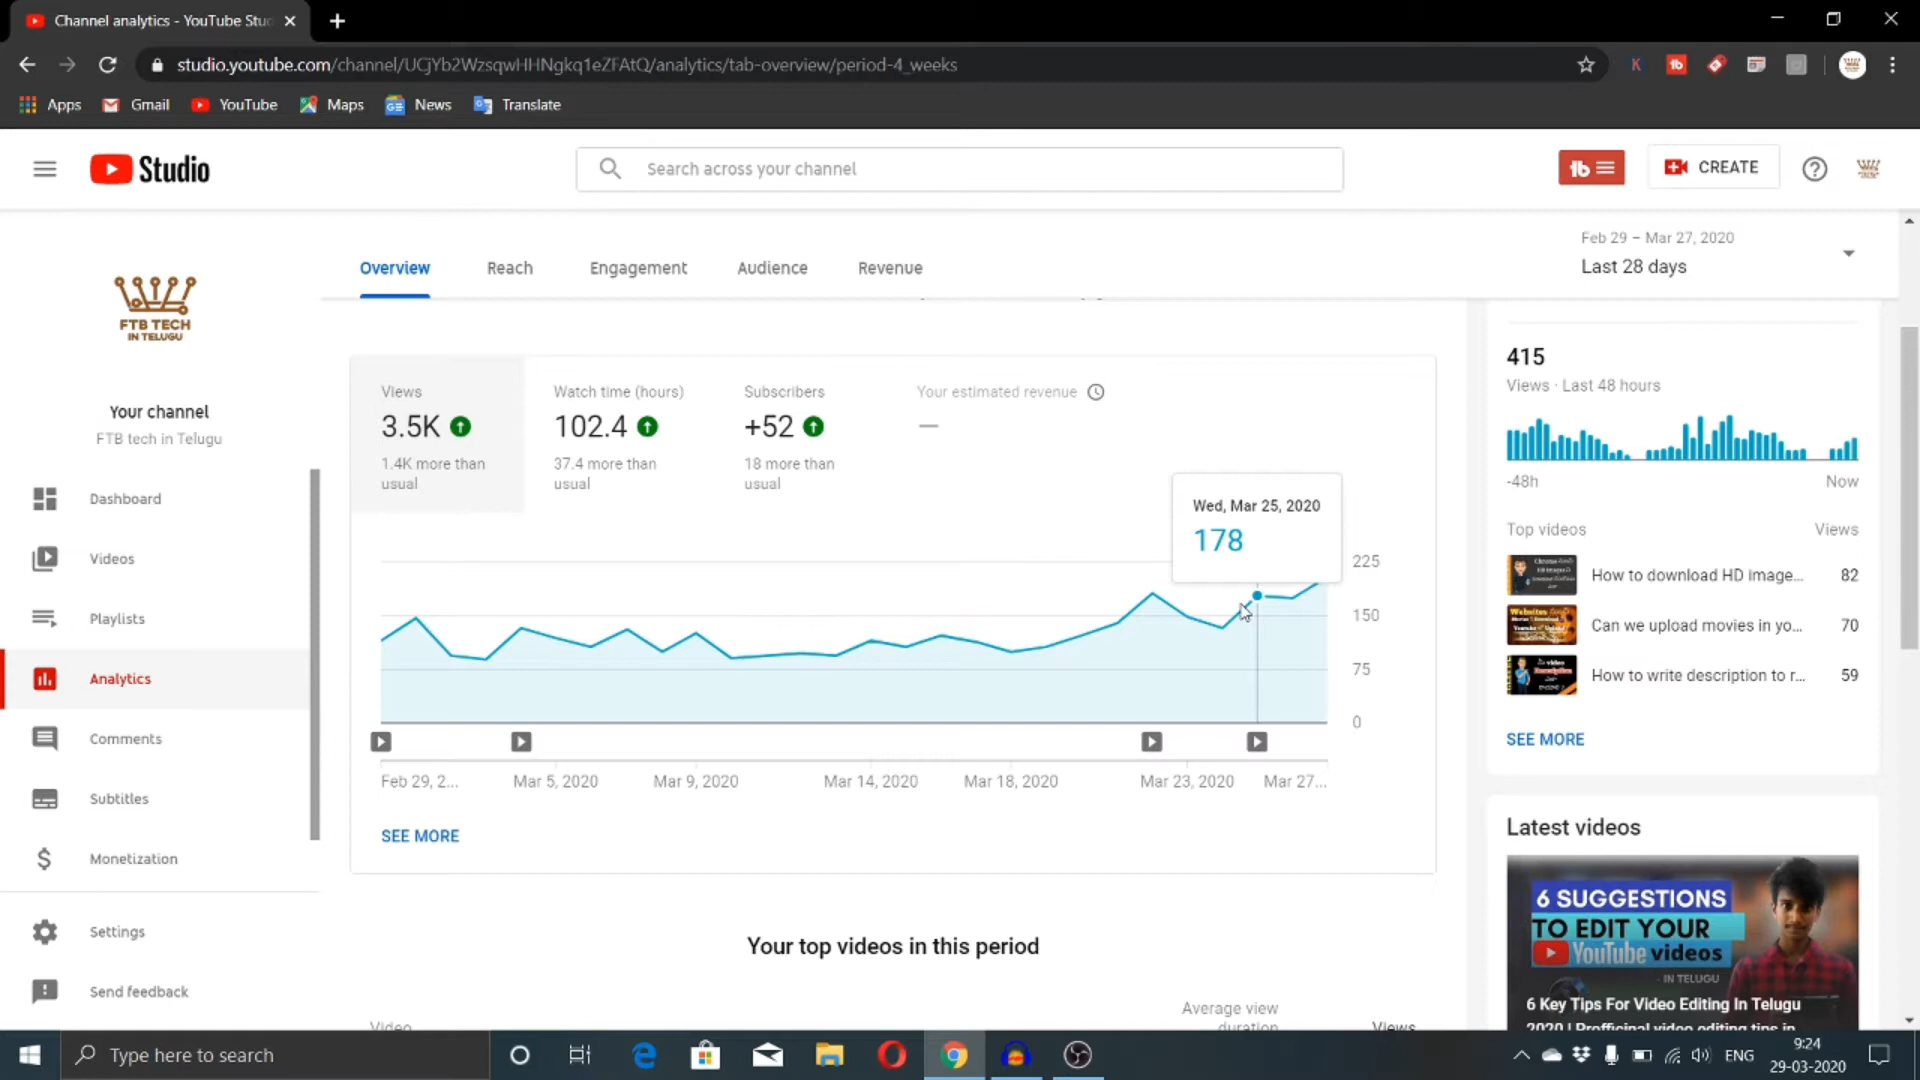 Channel analytics - YouTube Stu
studio.youtube.com/channel/UCjYb2WzsqwHHNgkq1eZFAtQ/analytics/tab-overview/period-4_weeks
Apps
Gmail
YouTube
Maps
News
Translate
Studio
Search across your channel
CREATE
FTB TECH
IN TELUGU
Your channel
FTB tech in Telugu
Dashboard
Videos
Playlists
Analytics
Comments
Subtitles
Monetization
Settings
Send feedback
Overview
Reach
Engagement
Audience
Revenue
Feb 29 – Mar 27, 2020
Last 28 days
Views
3.5K
1.4K more than
usual
Watch time (hours)
102.4
37.4 more than
usual
Subscribers
+52
18 more than
usual
Your estimated revenue
—
Wed, Mar 25, 2020
178
225
150
75
0
Feb 29, 2...
Mar 5, 2020
Mar 9, 2020
Mar 14, 2020
Mar 18, 2020
Mar 23, 2020
Mar 27...
SEE MORE
Your top videos in this period
Video
Average view
duration
Views
415
Views · Last 48 hours
-48h
Now
Top videos
Views
How to download HD image...
82
Can we upload movies in yo...
70
How to write description to r...
59
SEE MORE
Latest videos
6 SUGGESTIONS
TO EDIT YOUR
YouTube videos
- IN TELUGU
6 Key Tips For Video Editing In Telugu
2020 | Profficinal video editing tips in
Type here to search
ENG
9:24
29-03-2020